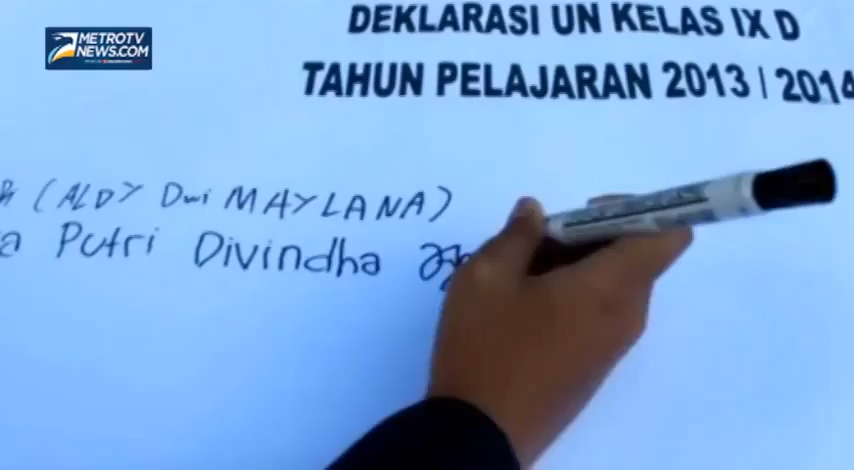 METROTV
NEWS.COM
DEKLARASI UN KELAS IX D
TAHUN PELAJARAN 2013 / 2014
(ALDY Dwi MAYLANA)
Putri Divindha